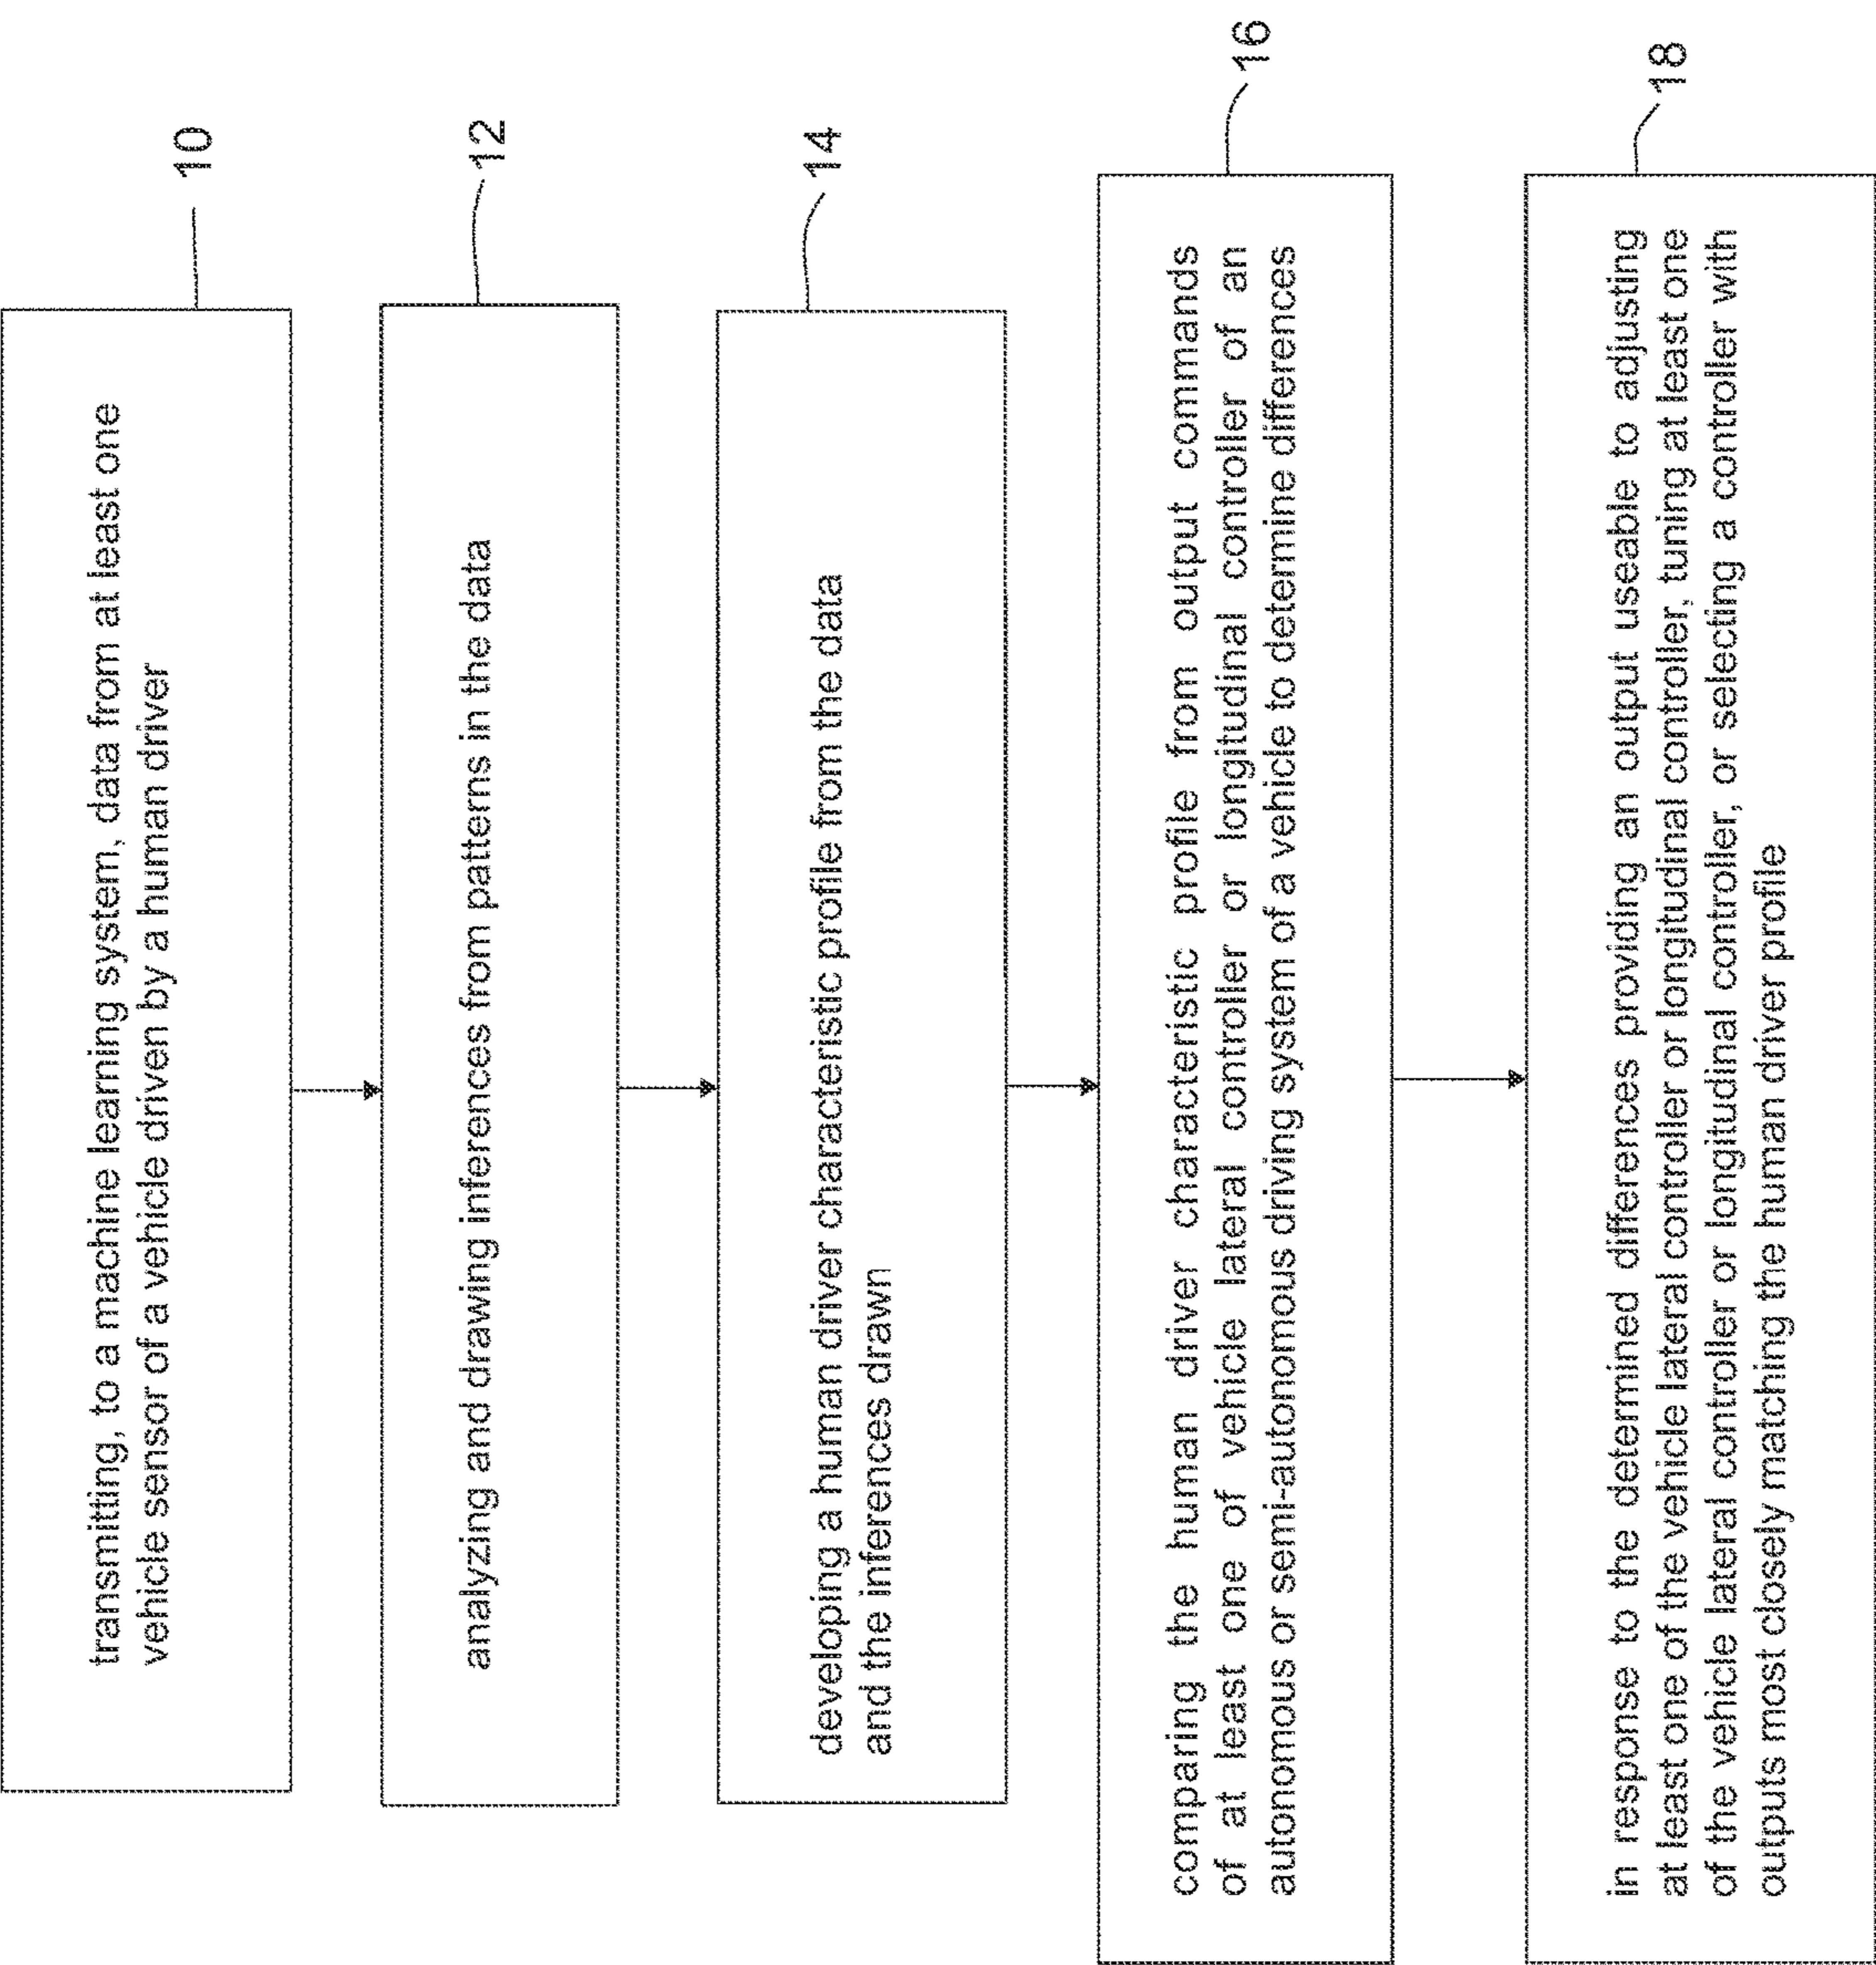 transmitting, to a machine learning system, data from at least one
vehicle sensor of a vehicle driven by a human driver
10
analyzing and drawing inferences from patterns in the data
12
developing a human driver characteristic profile from the data
and the inferences drawn
14
comparing the human driver characteristic profile from output commands
of at least one of vehicle lateral controller or longitudinal controller of an
autonomous or semi-autonomous driving system of a vehicle to determine differences
16
in response to the determined differences providing an output useable to adjusting
at least one of the vehicle lateral controller or longitudinal controller, tuning at least one
of the vehicle lateral controller or longitudinal controller, or selecting a controller with
outputs most closely matching the human driver profile
18